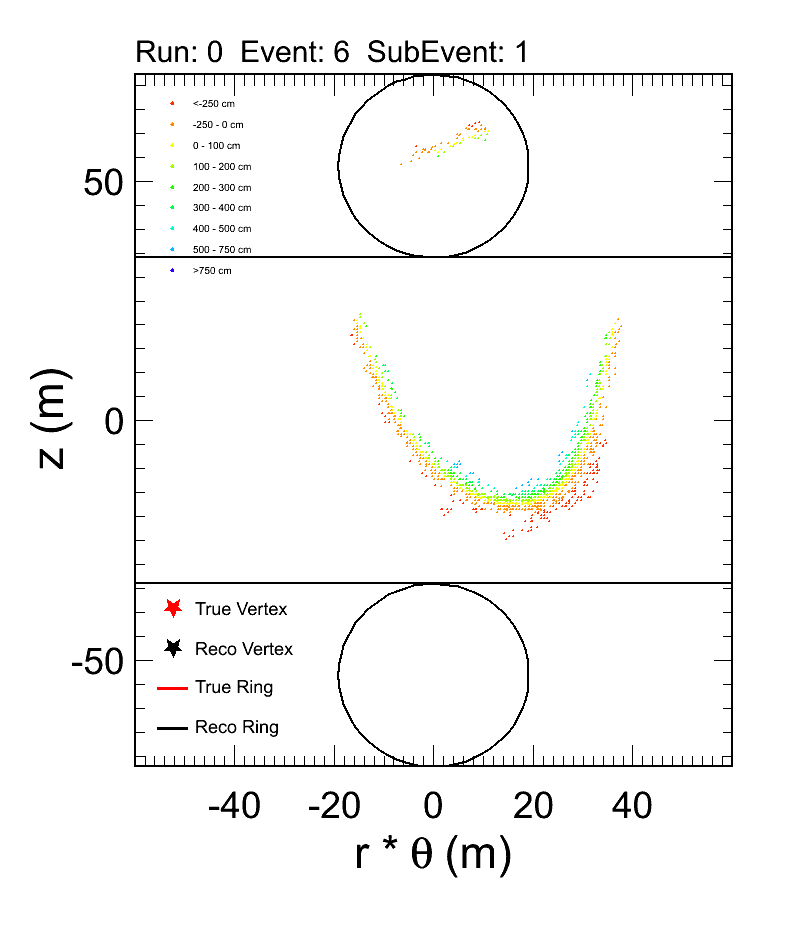 Run: 0  Event: 6  SubEvent: 1
<-250 cm
-250 - 0 cm
0 - 100 cm
100 - 200 cm
200 - 300 cm
300 - 400 cm
400 - 500 cm
500 - 750 cm
>750 cm
50
0
-50
z (m)
True Vertex
Reco Vertex
True Ring
Reco Ring
-40 -20 0 20 40
r * θ (m)